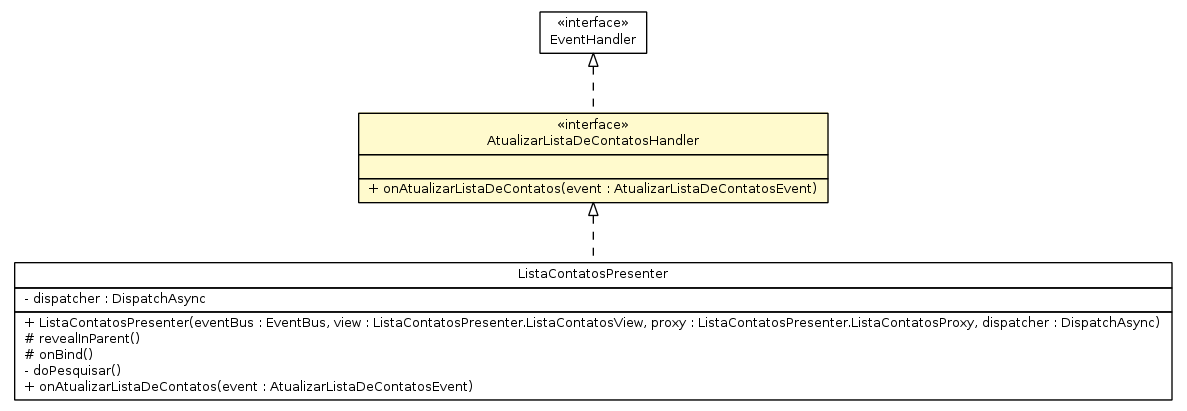 «interface»
EventHandler
«interface»
AtualizarListaDeContatosHandler
+ onAtualizarListaDeContatos(event : AtualizarListaDeContatosEvent)
ListaContatosPresenter
- dispatcher : DispatchAsync
+ ListaContatosPresenter(eventBus : EventBus, view : ListaContatosPresenter.ListaContatosView, proxy : ListaContatosPresenter.ListaContatosProxy, dispatcher : DispatchAsync)
# revealInParent()
# onBind()
- doPesquisar()
+ onAtualizarListaDeContatos(event : AtualizarListaDeContatosEvent)